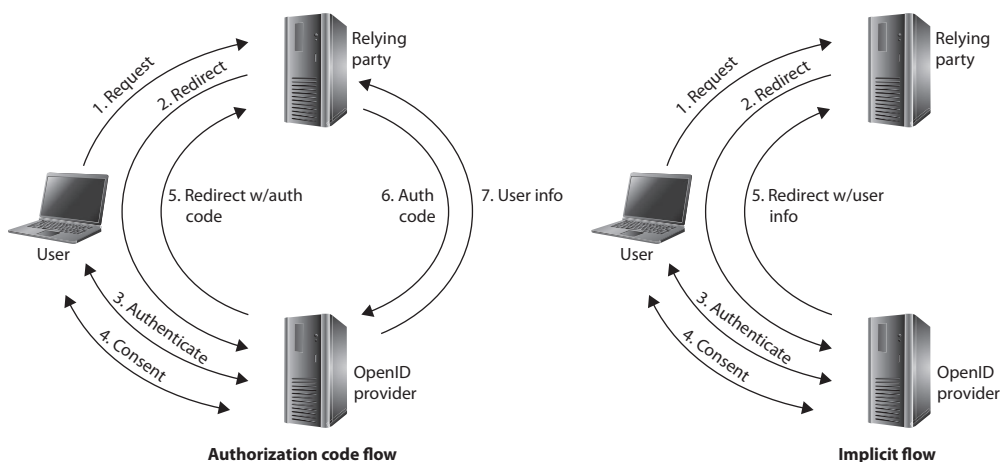 Relying
party
1. Request
2. Redirect
5. Redirect w/auth
code
6. Auth
code
7. User info
User
3. Authenticate
4. Consent
OpenID
provider
Authorization code flow
Relying
party
1. Request
2. Redirect
5. Redirect w/user
info
User
3. Authenticate
4. Consent
OpenID
provider
Implicit flow